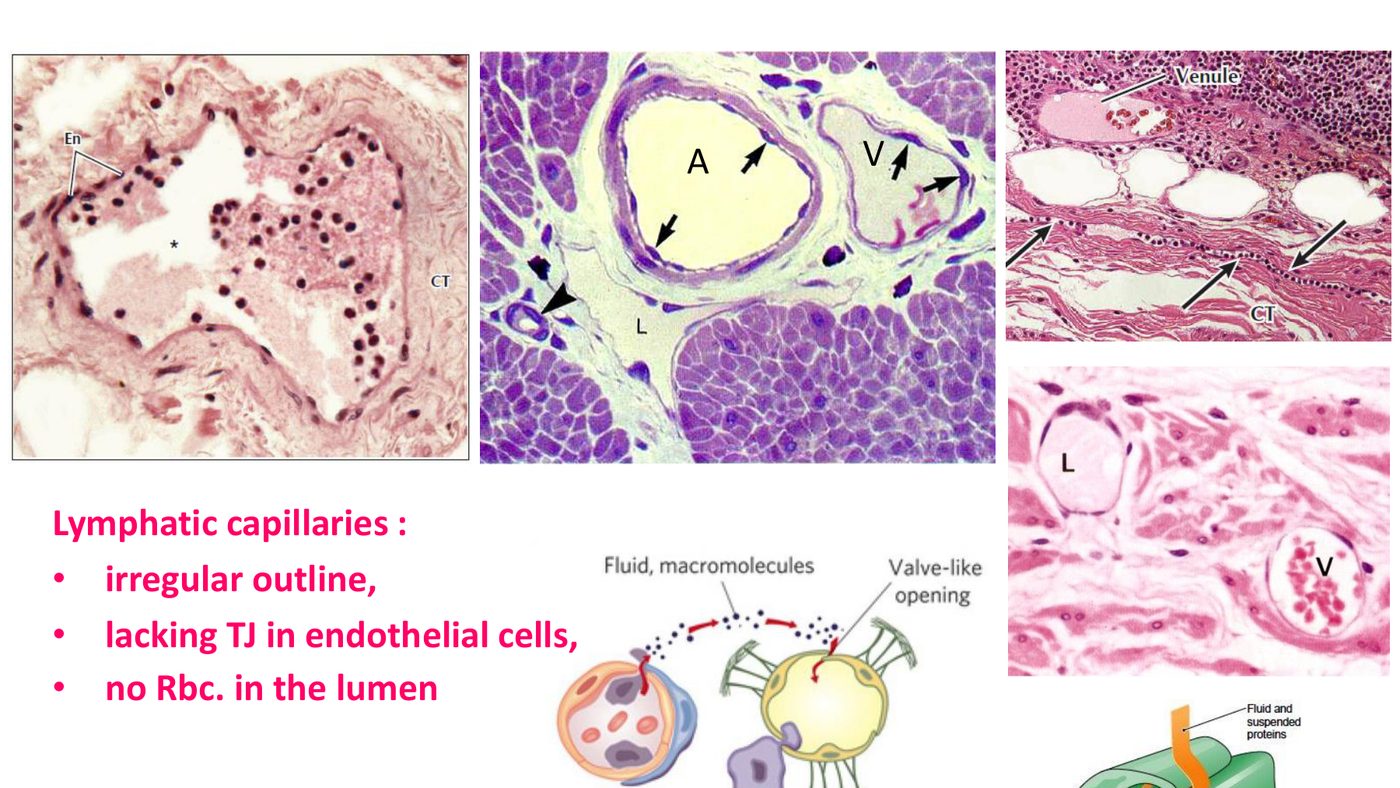 En
*
CT
A
V
L
Venule
CT
L
V
Lymphatic capillaries :
• irregular outline,
• lacking TJ in endothelial cells,
• no Rbc. in the lumen
Fluid, macromolecules
Valve-like
opening
Fluid and
suspended
proteins